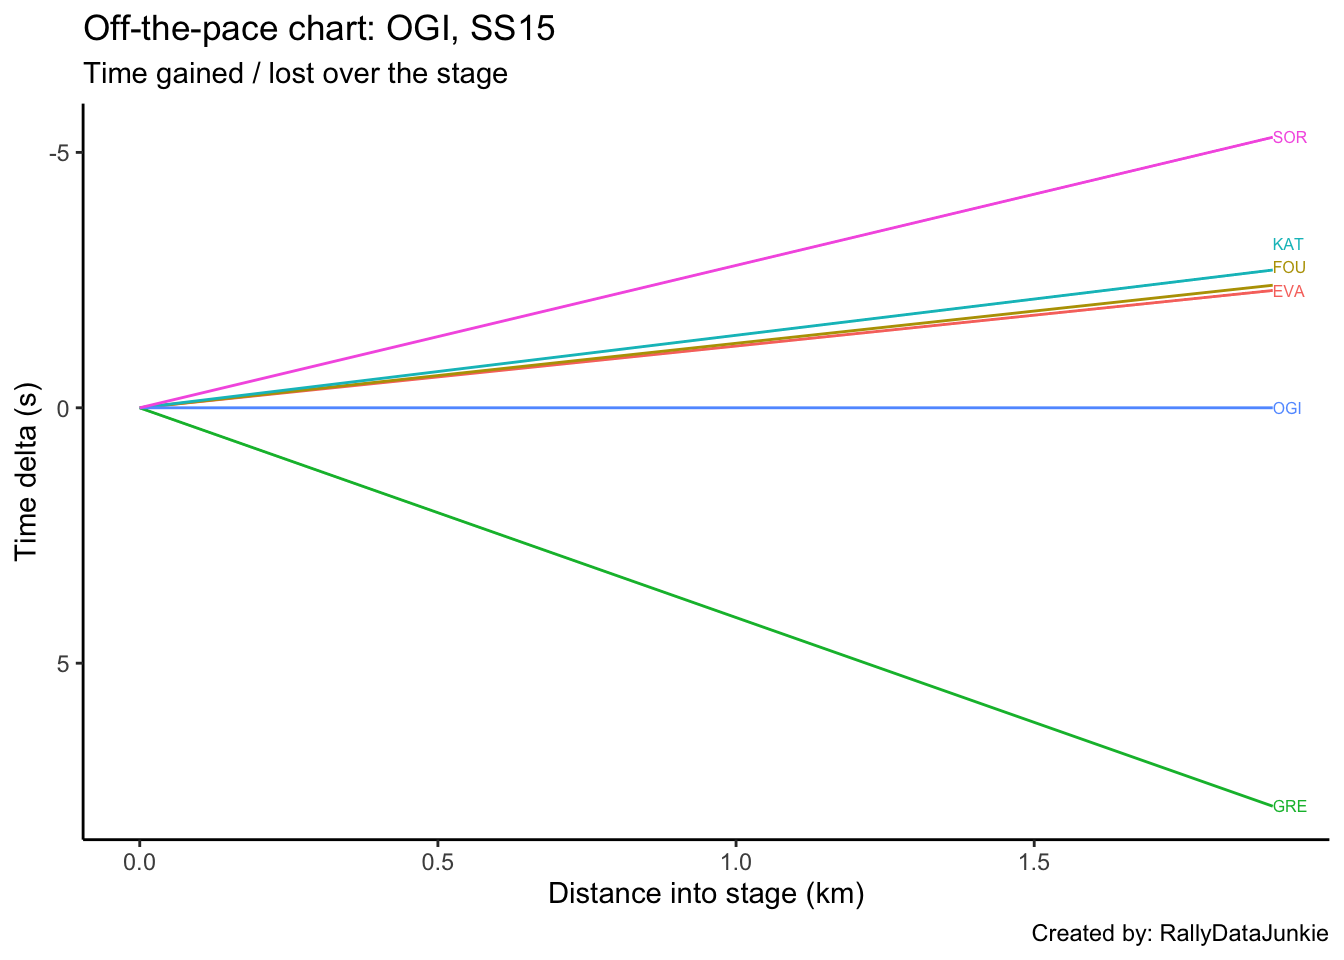 Off-the-pace chart: OGI, SS15
Time gained / lost over the stage
Time delta (s)
-5
0
5
SOR
KAT
FOU
EVA
OGI
GRE
0.0 0.5 1.0 1.5
Distance into stage (km)
Created by: RallyDataJunkie